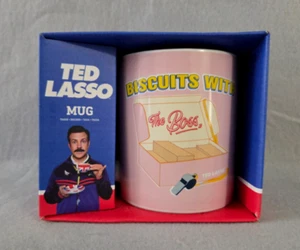 TED
LASSO
MUG
BISCUITS WITH
The Boss